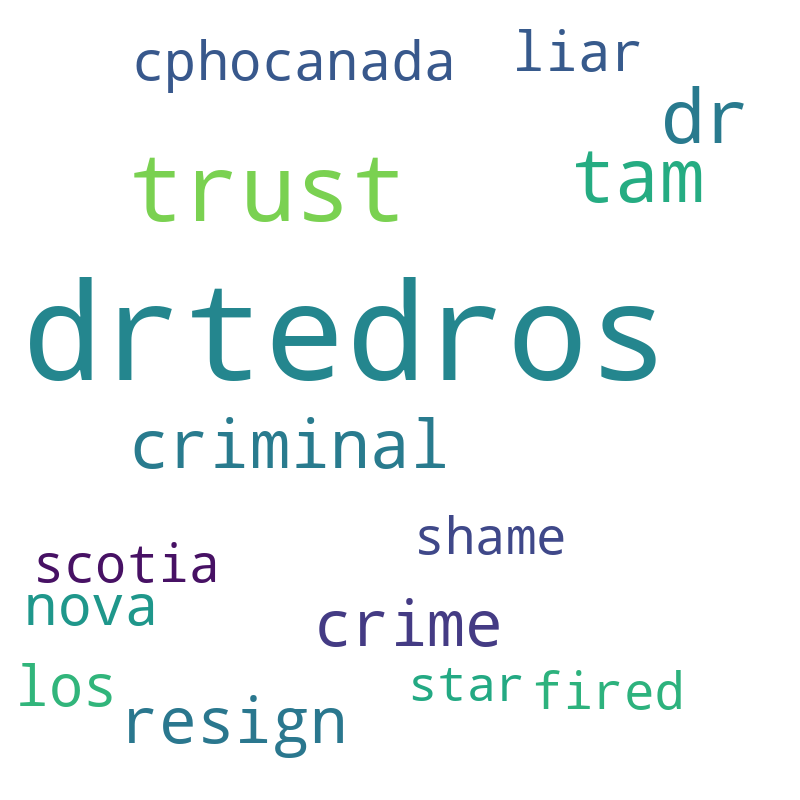 cphocanada liar
dr
trust tam
drtedros
criminal
shame
scotia
nova
crime
los
star fired
resign